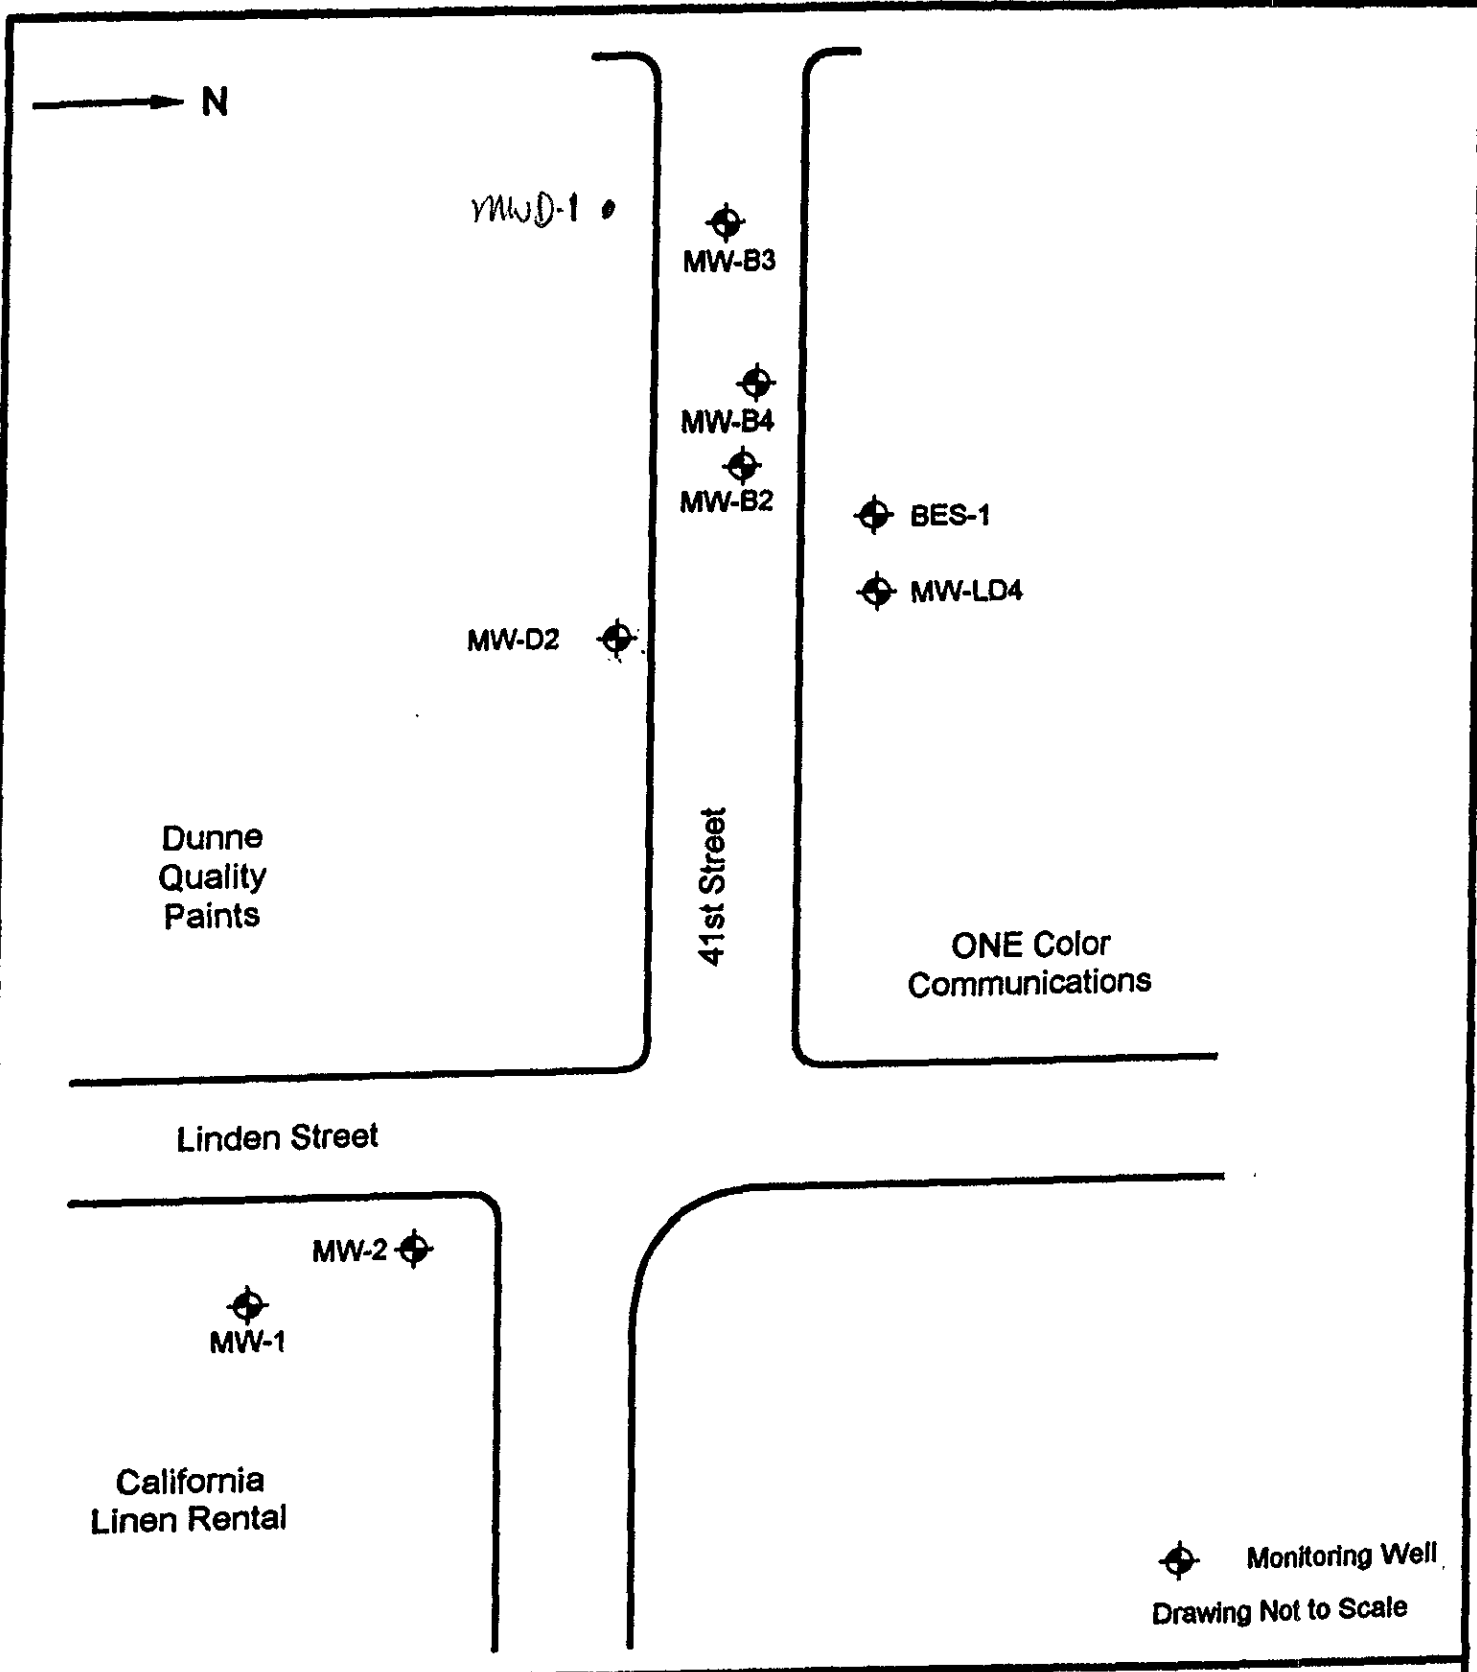 N
MWD-1
MW-B3
MW-B4
MW-B2
BES-1
MW-LD4
MW-D2
Dunne
Quality
Paints
41st Street
ONE Color
Communications
Linden Street
MW-2
MW-1
California
Linen Rental
Monitoring Well
Drawing Not to Scale